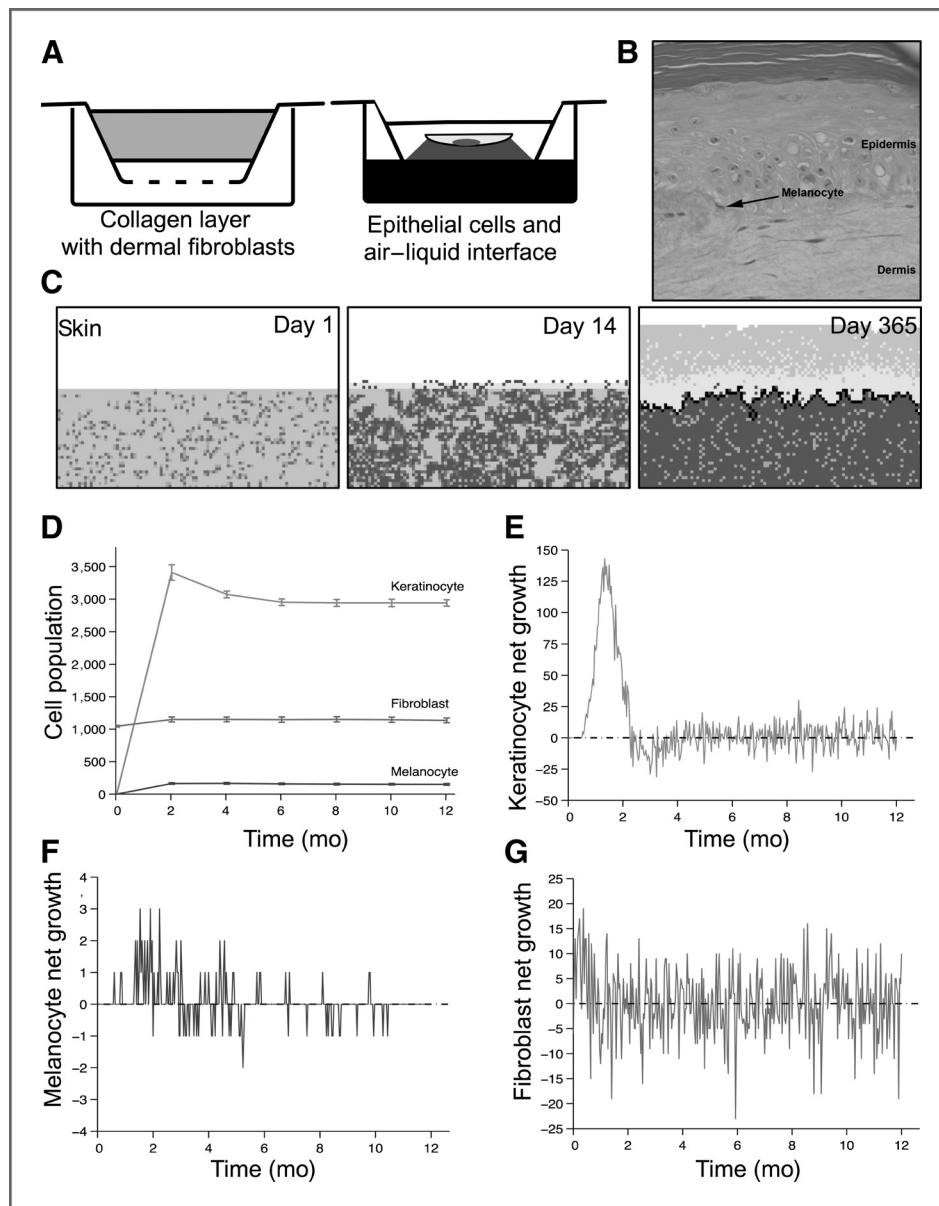 A
Collagen layer
with dermal fibroblasts
Epithelial cells and
air–liquid interface
B
Epidermis
Melanocyte
Dermis
C
Skin
Day 1
Day 14
Day 365
D
Cell population
3,500
3,000
2,500
2,000
1,500
1,000
500
0
Keratinocyte
Fibroblast
Melanocyte
0 2 4 6 8 10 12
Time (mo)
E
Keratinocyte net growth
150
125
100
75
50
25
0
−25
−50
0 2 4 6 8 10 12
Time (mo)
F
Melanocyte net growth
4
3
2
1
0
−1
−2
−3
−4
0 2 4 6 8 10 12
Time (mo)
G
Fibroblast net growth
25
20
15
10
5
0
−5
−10
−15
−20
−25
0 2 4 6 8 10 12
Time (mo)